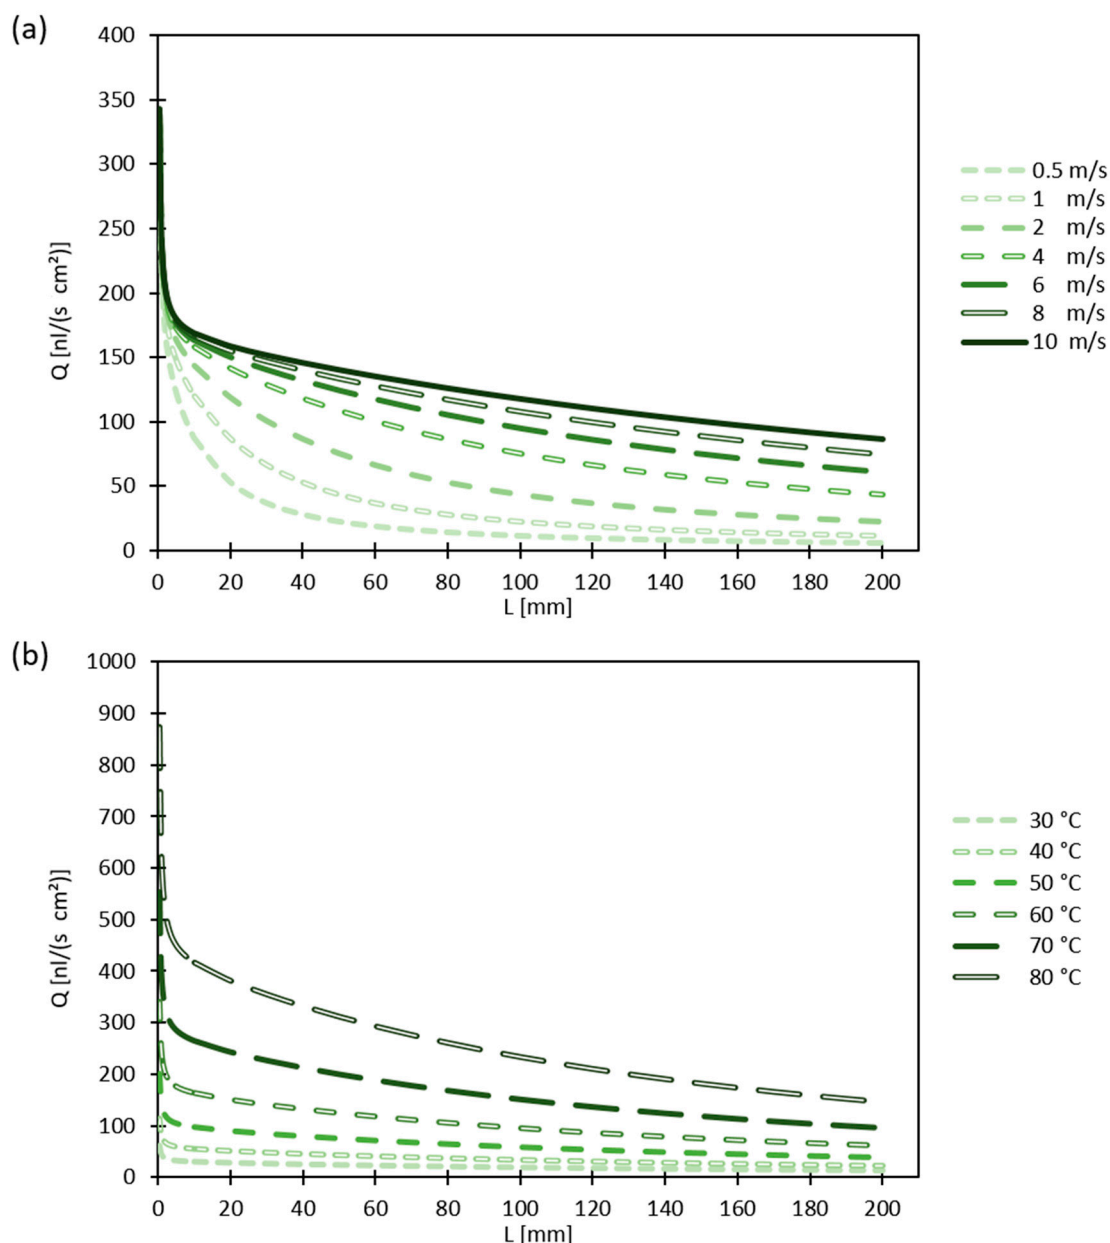 (a)
400
350
300
250
200
150
100
50
0
Q [nl/(s cm²)]
0 20 40 60 80 100 120 140 160 180 200
L [mm]
0.5 m/s
1 m/s
2 m/s
4 m/s
6 m/s
8 m/s
10 m/s
(b)
1000
900
800
700
600
500
400
300
200
100
0
Q [nl/(s cm²)]
0 20 40 60 80 100 120 140 160 180 200
L [mm]
30 °C
40 °C
50 °C
60 °C
70 °C
80 °C